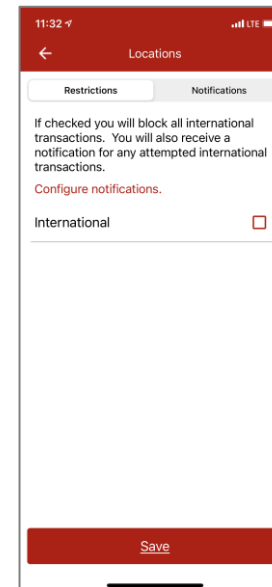 11:32
LTE
Locations
Restrictions Notifications
If checked you will block all international
transactions. You will also receive a
notification for any attempted international
transactions.
Configure notifications.
International
Save